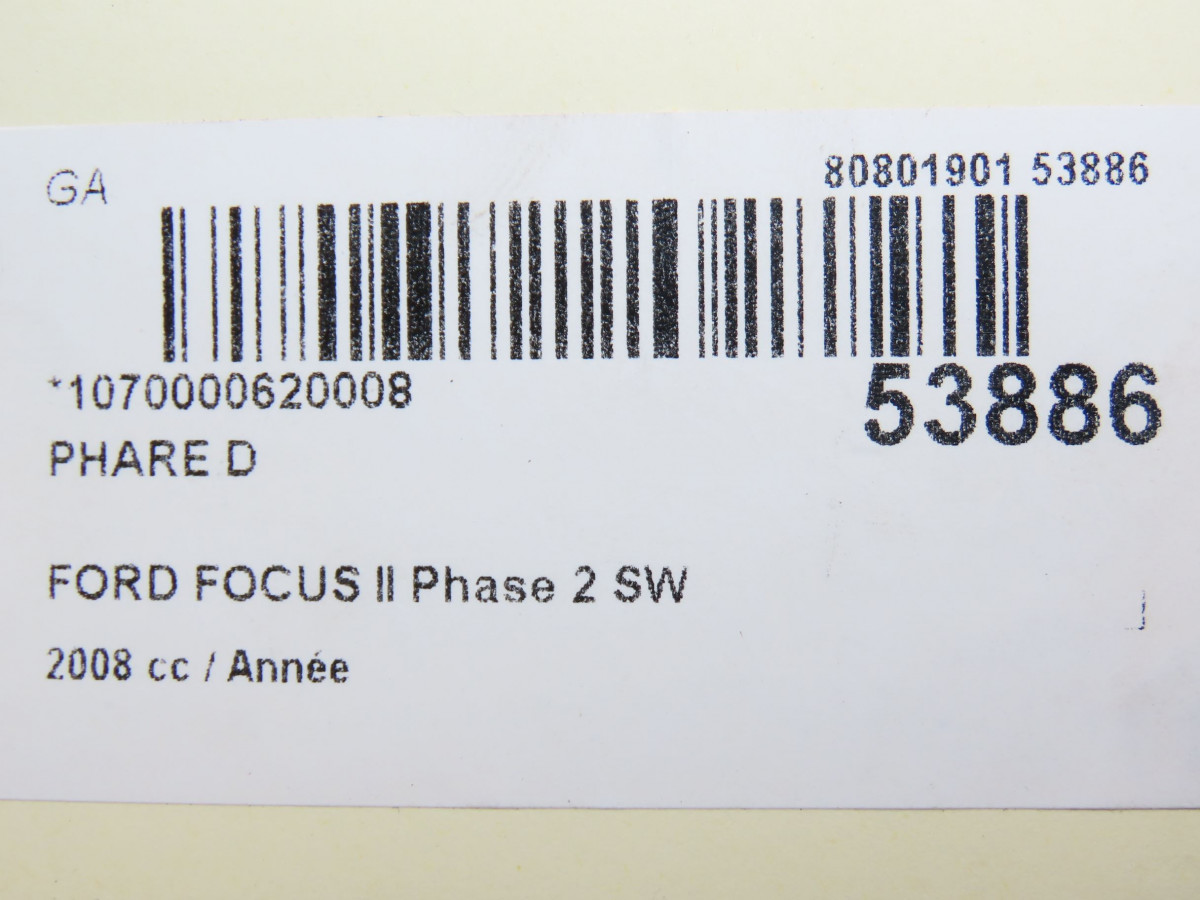 GA
80801901 53886
*1070000620008
53886
PHARE D
FORD FOCUS II Phase 2 SW
2008 cc / Année